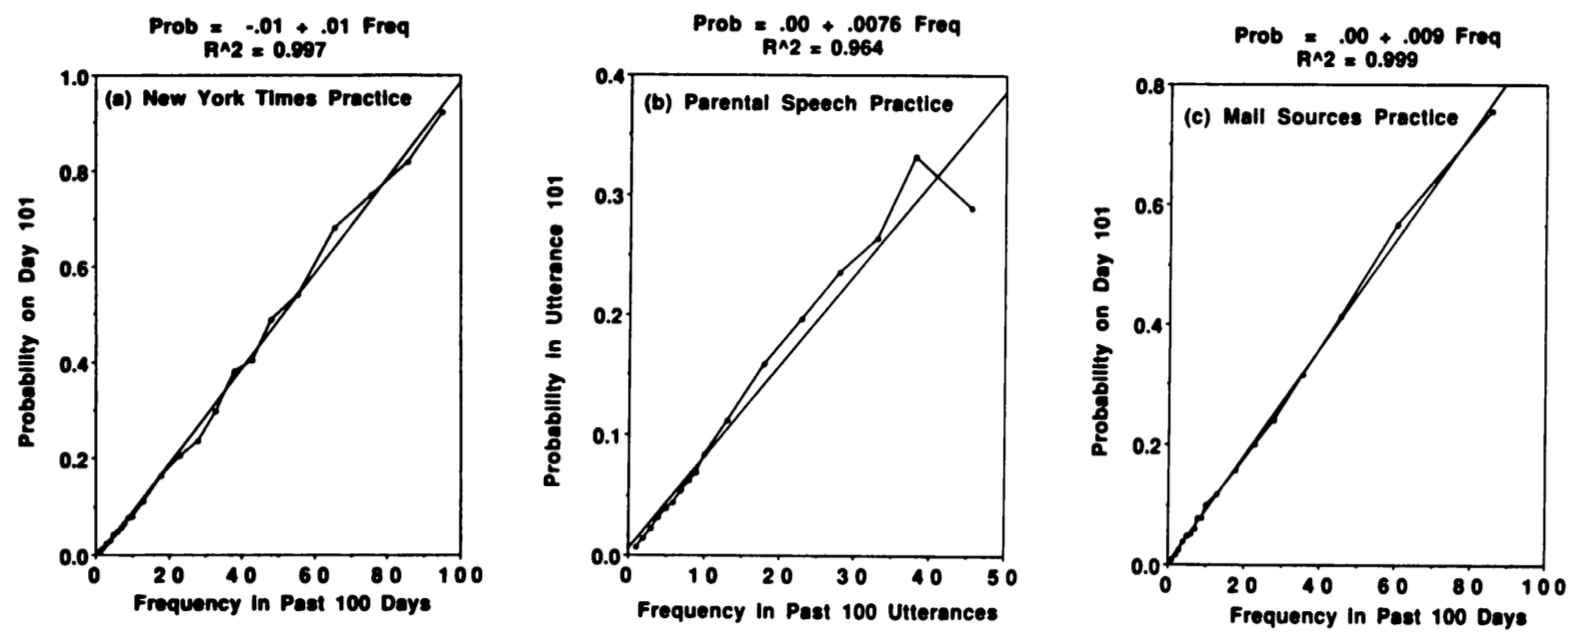 Prob = -.01 + .01 Freq
R^2 = 0.997
(a) New York Times Practice
1.0
0.8
0.6
0.4
0.2
0.0
0 20 40 60 80 100
Probability on Day 101
Frequency in Past 100 Days
Prob = .00 + .0076 Freq
R^2 = 0.964
(b) Parental Speech Practice
0.4
0.3
0.2
0.1
0.0
0 10 20 30 40 50
Probability in Utterance 101
Frequency in Past 100 Utterances
Prob = .00 + .009 Freq
R^2 = 0.999
(c) Mail Sources Practice
0.8
0.6
0.4
0.2
0.0
0 20 40 60 80 100
Probability on Day 101
Frequency in Past 100 Days